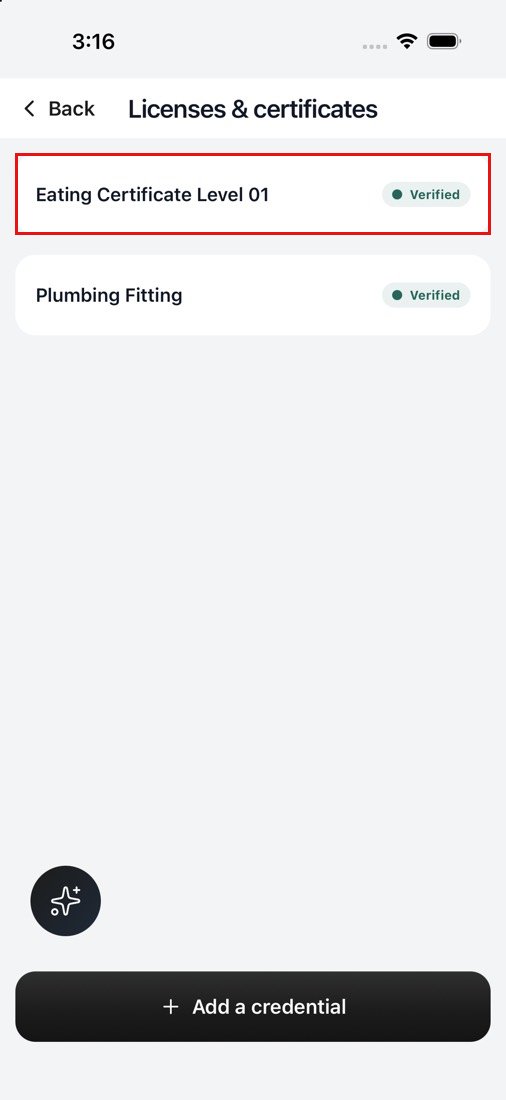 3:16
Back Licenses & certificates
Eating Certificate Level 01 Verified
Plumbing Fitting Verified
Add a credential